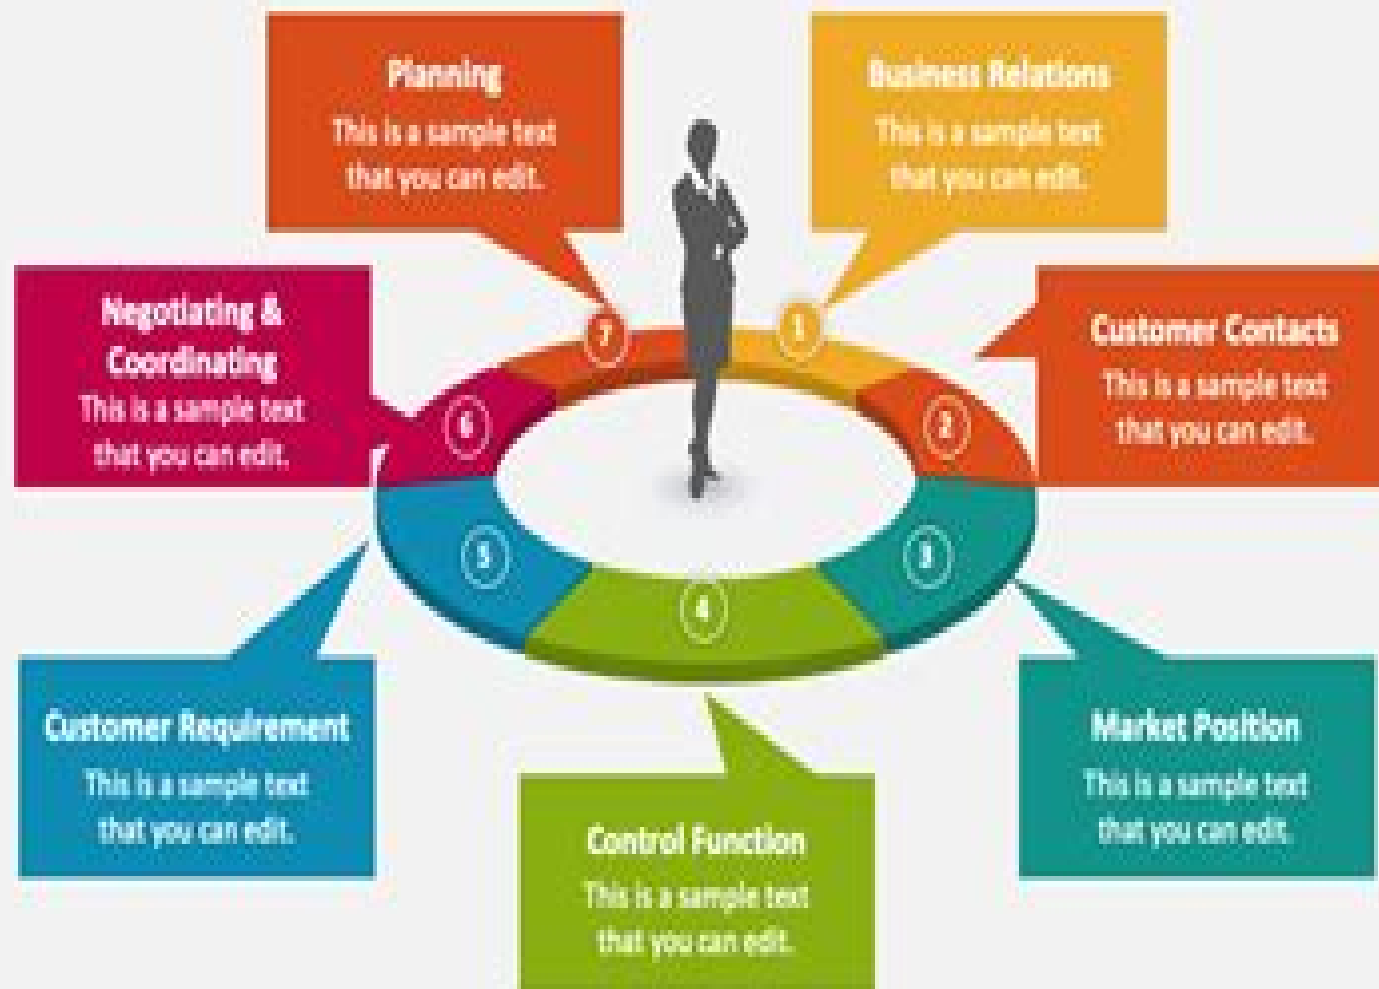 Planning
This is a sample text
that you can edit.
Business Relations
This is a sample text
that you can edit.
Negotiating &
Coordinating
This is a sample text
that you can edit.
Customer Contacts
This is a sample text
that you can edit.
7
1
6
2
5
3
4
Customer Requirement
This is a sample text
that you can edit.
Market Position
This is a sample text
that you can edit.
Control Function
This is a sample text
that you can edit.